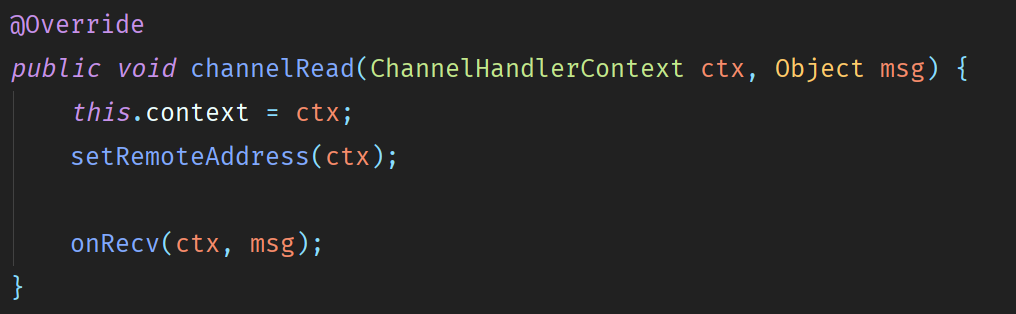 @Override
public void channelRead(ChannelHandlerContext ctx, Object msg) {
this.context = ctx;
setRemoteAddress(ctx);
onRecv(ctx, msg);
}